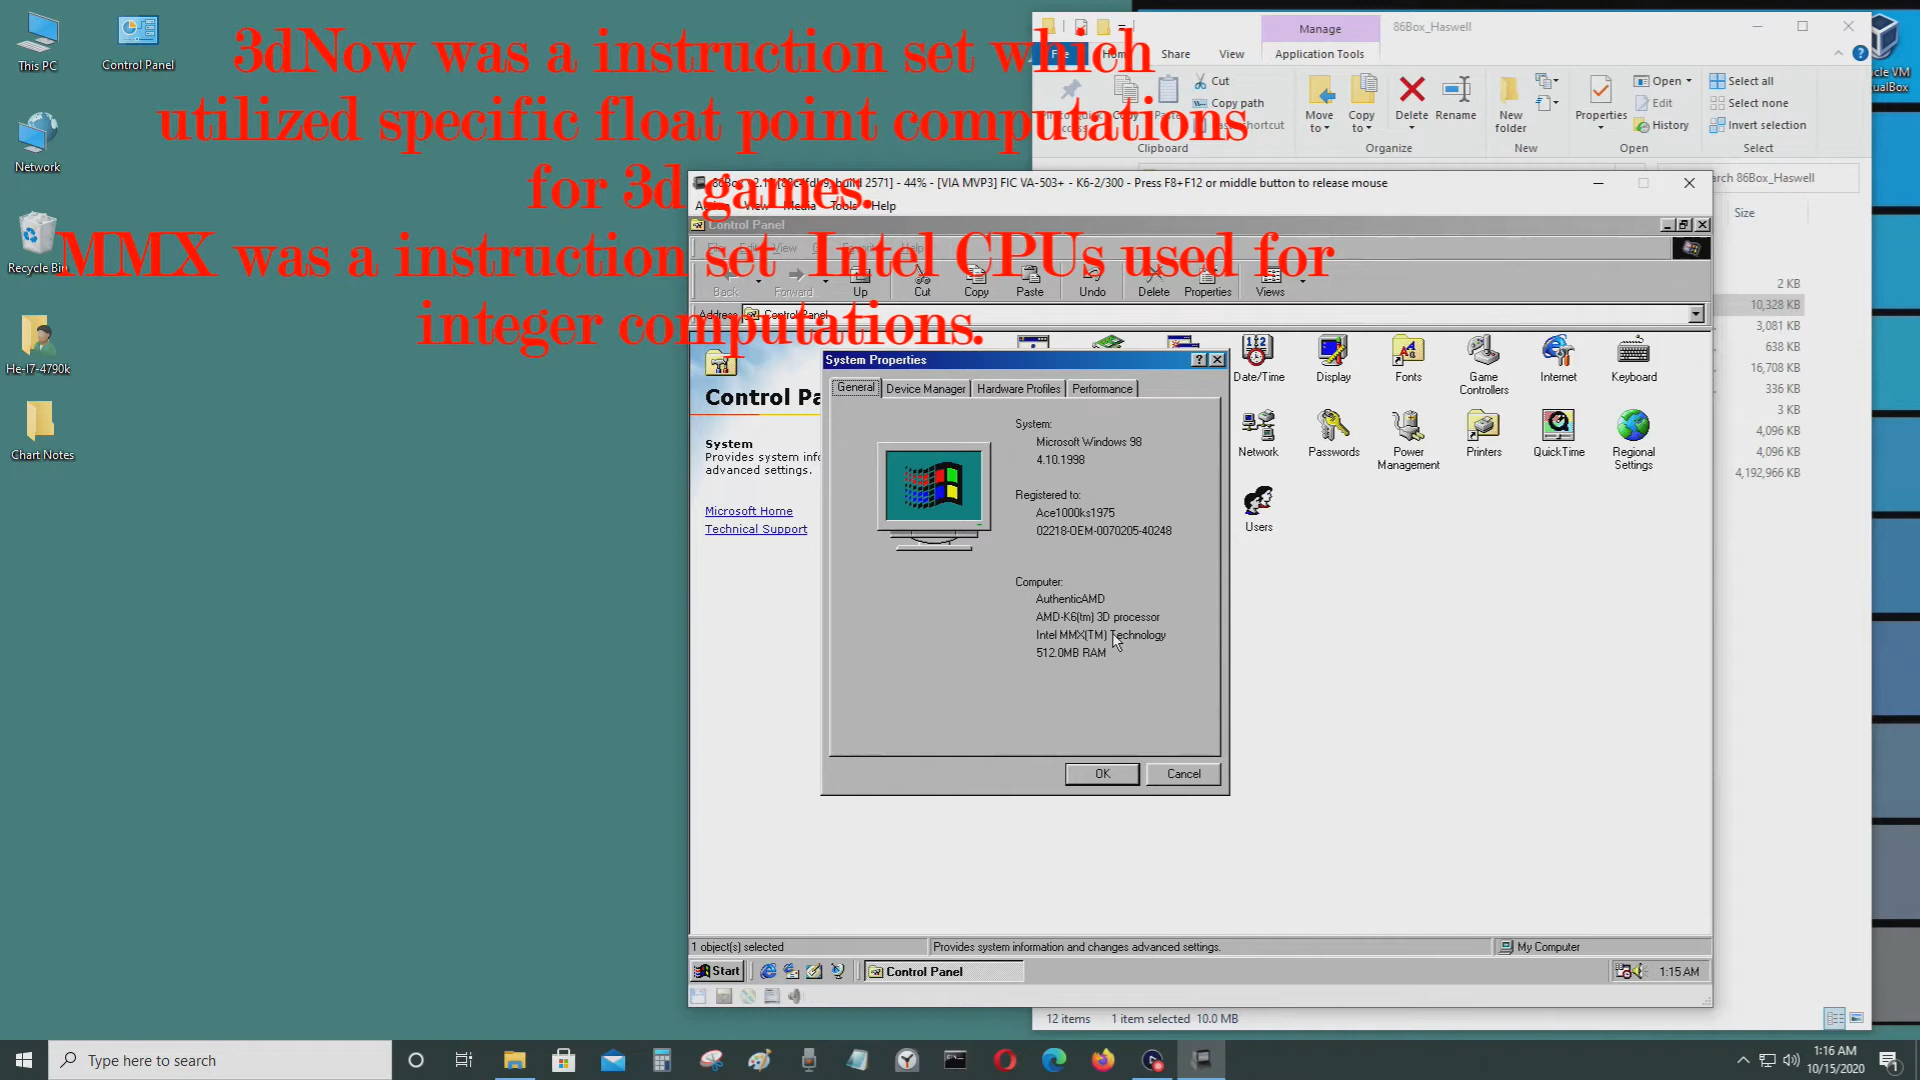 3dNow was a instruction set which
utilized specific float point computations
for 3d games.
MMX was a instruction set Intel CPUs used for
integer computations.
This PC
Control Panel
Network
Recycle Bin
He-I7-4790k
Chart Notes
Manage
86Box_Haswell
File
Share
View
Application Tools
Cut
Copy path
Move to
Copy to
Delete
Rename
New folder
Properties
Open
Edit
History
Select all
Select none
Invert selection
Clipboard
Organize
New
Open
Select
Size
2 KB
10,328 KB
3,081 KB
638 KB
16,708 KB
336 KB
3 KB
4,096 KB
4,096 KB
4,192,966 KB
- 44% - [VIA MVP3] FIC VA-503+ - K6-2/300 - Press F8+F12 or middle button to release mouse
View Media Tools Help
Control Panel
Back
Forward
Up
Cut
Copy
Paste
Undo
Delete
Properties
Views
Address
Control Panel
System
Provides system
advanced settings.
Microsoft Home
Technical Support
Date/Time
Display
Fonts
Game Controllers
Internet
Keyboard
Network
Passwords
Power Management
Printers
QuickTime
Regional Settings
Users
System Properties
General
Device Manager
Hardware Profiles
Performance
System:
Microsoft Windows 98
4.10.1998
Registered to:
Ace1000ks1975
02218-OEM-0070205-40248
Computer:
AuthenticAMD
AMD-K6(tm) 3D processor
Intel MMX(TM) Technology
512.0MB RAM
OK
Cancel
1 object(s) selected
Provides system information and changes advanced settings.
My Computer
Start
Control Panel
1:15 AM
12 items
1 item selected 10.0 MB
Type here to search
1:16 AM
10/15/2020